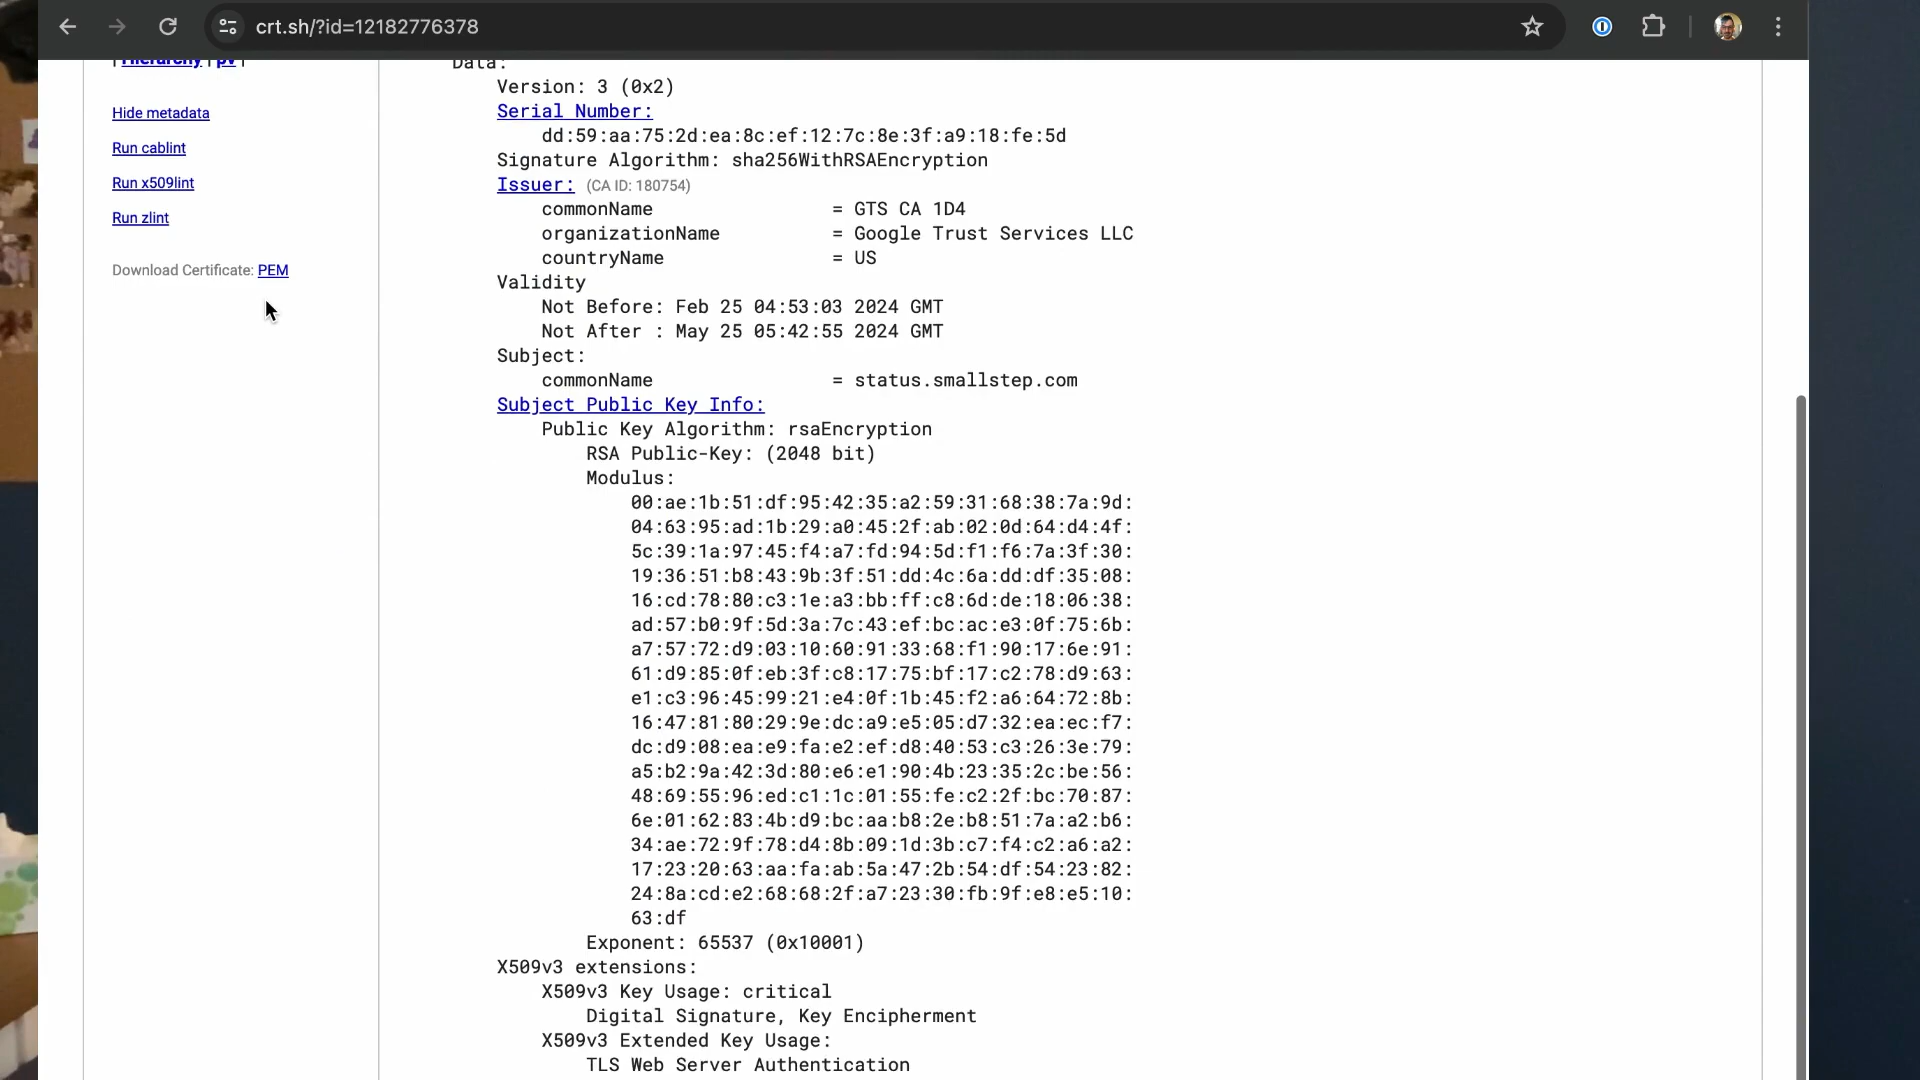 crt.sh/?id=12182776378
| Hierarchy | pv |
Hide metadata
Run cablint
Run x509lint
Run zlint
Download Certificate: PEM
Data:
Version: 3 (0x2)
Serial Number:
dd:59:aa:75:2d:ea:8c:ef:12:7c:8e:3f:a9:18:fe:5d
Signature Algorithm: sha256WithRSAEncryption
Issuer: (CA ID: 180754)
commonName = GTS CA 1D4
organizationName = Google Trust Services LLC
countryName = US
Validity
Not Before: Feb 25 04:53:03 2024 GMT
Not After : May 25 05:42:55 2024 GMT
Subject:
commonName = status.smallstep.com
Subject Public Key Info:
Public Key Algorithm: rsaEncryption
RSA Public-Key: (2048 bit)
Modulus:
00:ae:1b:51:df:95:42:35:a2:59:31:68:38:7a:9d:
04:63:95:ad:1b:29:a0:45:2f:ab:02:0d:64:d4:4f:
5c:39:1a:97:45:f4:a7:fd:94:5d:f1:f6:7a:3f:30:
19:36:51:b8:43:9b:3f:51:dd:4c:6a:dd:df:35:08:
16:cd:78:80:c3:1e:a3:bb:ff:c8:6d:de:18:06:38:
ad:57:b0:9f:5d:3a:7c:43:ef:bc:ac:e3:0f:75:6b:
a7:57:72:d9:03:10:60:91:33:68:f1:90:17:6e:91:
61:d9:85:0f:eb:3f:c8:17:75:bf:17:c2:78:d9:63:
e1:c3:96:45:99:21:e4:0f:1b:45:f2:a6:64:72:8b:
16:47:81:80:29:9e:dc:a9:e5:05:d7:32:ea:ec:f7:
dc:d9:08:ea:e9:fa:e2:ef:d8:40:53:c3:26:3e:79:
a5:b2:9a:42:3d:80:e6:e1:90:4b:23:35:2c:be:56:
48:69:55:96:ed:c1:1c:01:55:fe:c2:2f:bc:70:87:
6e:01:62:83:4b:d9:bc:aa:b8:2e:b8:51:7a:a2:b6:
34:ae:72:9f:78:d4:8b:09:1d:3b:c7:f4:c2:a6:a2:
17:23:20:63:aa:fa:ab:5a:47:2b:54:df:54:23:82:
24:8a:cd:e2:68:68:2f:a7:23:30:fb:9f:e8:e5:10:
63:df
Exponent: 65537 (0x10001)
X509v3 extensions:
X509v3 Key Usage: critical
Digital Signature, Key Encipherment
X509v3 Extended Key Usage:
TLS Web Server Authentication